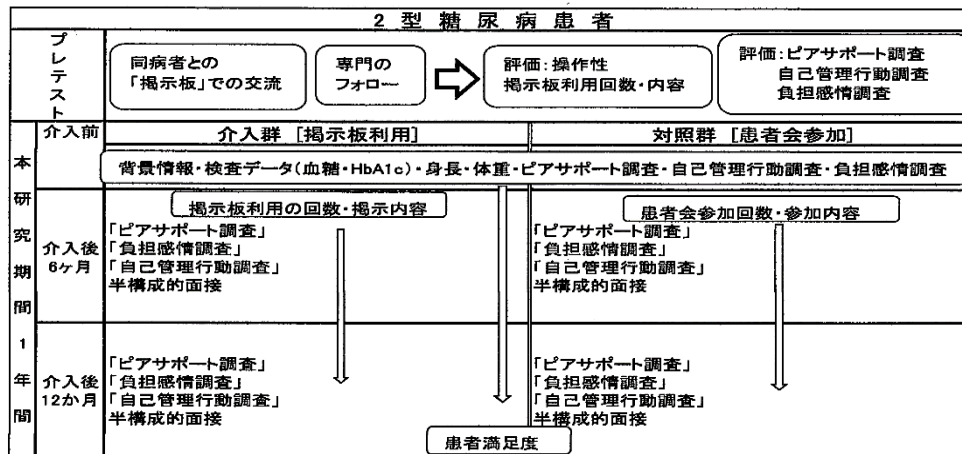 2型糖尿病患者
プレテスト
同病者との
「掲示板」での交流
専門の
フォロー
評価:操作性
掲示板利用回数・内容
評価:ピアサポート調査
自己管理行動調査
負担感情調査
本研究期間1年間
介入前
介入群 [掲示板利用]
対照群 [患者会参加]
背景情報・検査データ(血糖・HbA1c)・身長・体重・ピアサポート調査・自己管理行動調査・負担感情調査
介入後
6ヶ月
掲示板利用の回数・掲示内容
「ピアサポート調査」
「負担感情調査」
「自己管理行動調査」
半構成的面接
患者会参加回数・参加内容
「ピアサポート調査」
「負担感情調査」
「自己管理行動調査」
半構成的面接
介入後
12か月
「ピアサポート調査」
「負担感情調査」
「自己管理行動調査」
半構成的面接
「ピアサポート調査」
「負担感情調査」
「自己管理行動調査」
半構成的面接
患者満足度